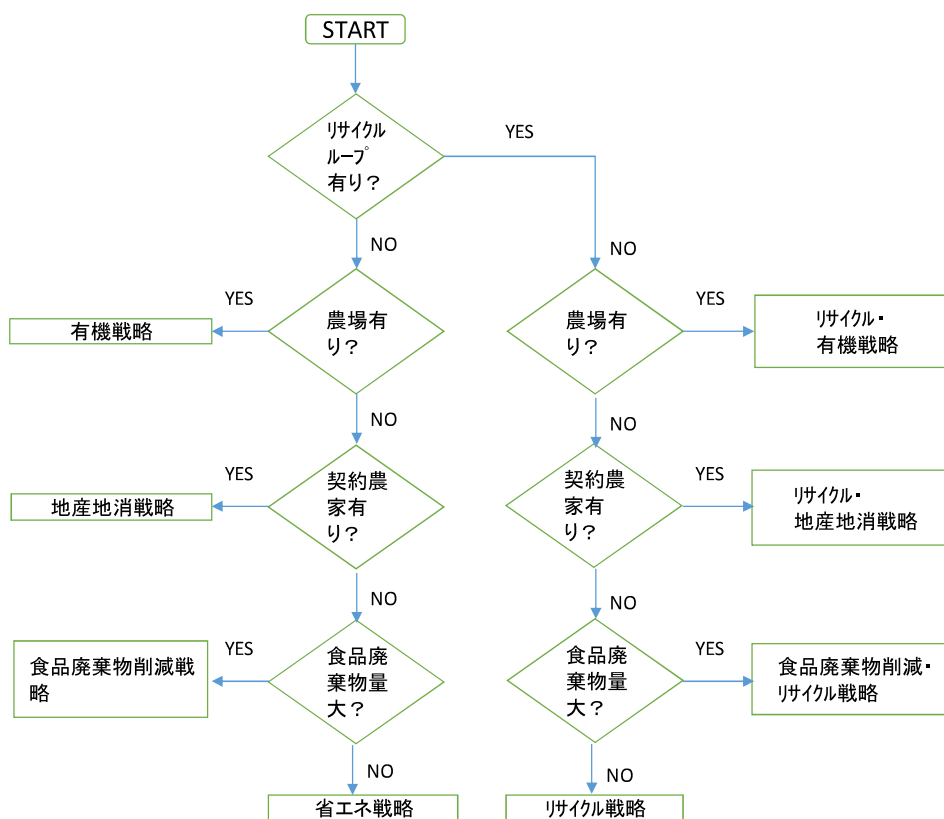 START
リサイクル
ループ
有り？
YES
NO
NO
YES
農場有
り？
農場有
り？
YES
有機戦略
リサイクル・
有機戦略
NO
NO
YES
契約農
家有
り？
契約農
家有
り？
YES
地産地消戦略
リサイクル・
地産地消戦略
NO
NO
YES
食品廃
棄物量
大？
食品廃
棄物量
大？
YES
食品廃棄物削減戦
略
食品廃棄物削減・
リサイクル戦略
NO
NO
省エネ戦略
リサイクル戦略